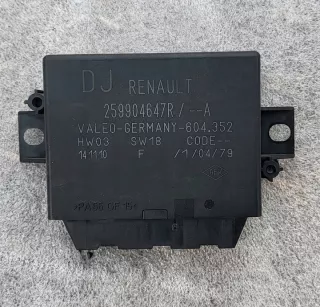 DJ RENAULT
259904647R/--A
VALEO-GERMANY-604.352
HW03 SW18 CODE--
141110 F /1/04/79